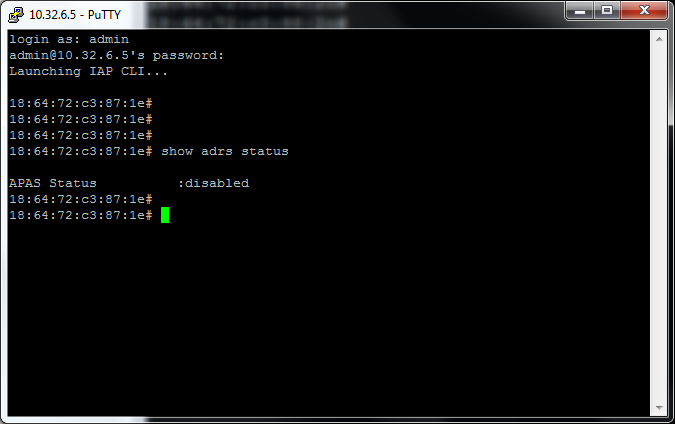 10.32.6.5 - PuTTY
login as: admin
admin@10.32.6.5's password:
Launching IAP CLI...
18:64:72:c3:87:1e#
18:64:72:c3:87:1e#
18:64:72:c3:87:1e#
18:64:72:c3:87:1e# show adrs status
APAS Status          :disabled
18:64:72:c3:87:1e#
18:64:72:c3:87:1e#